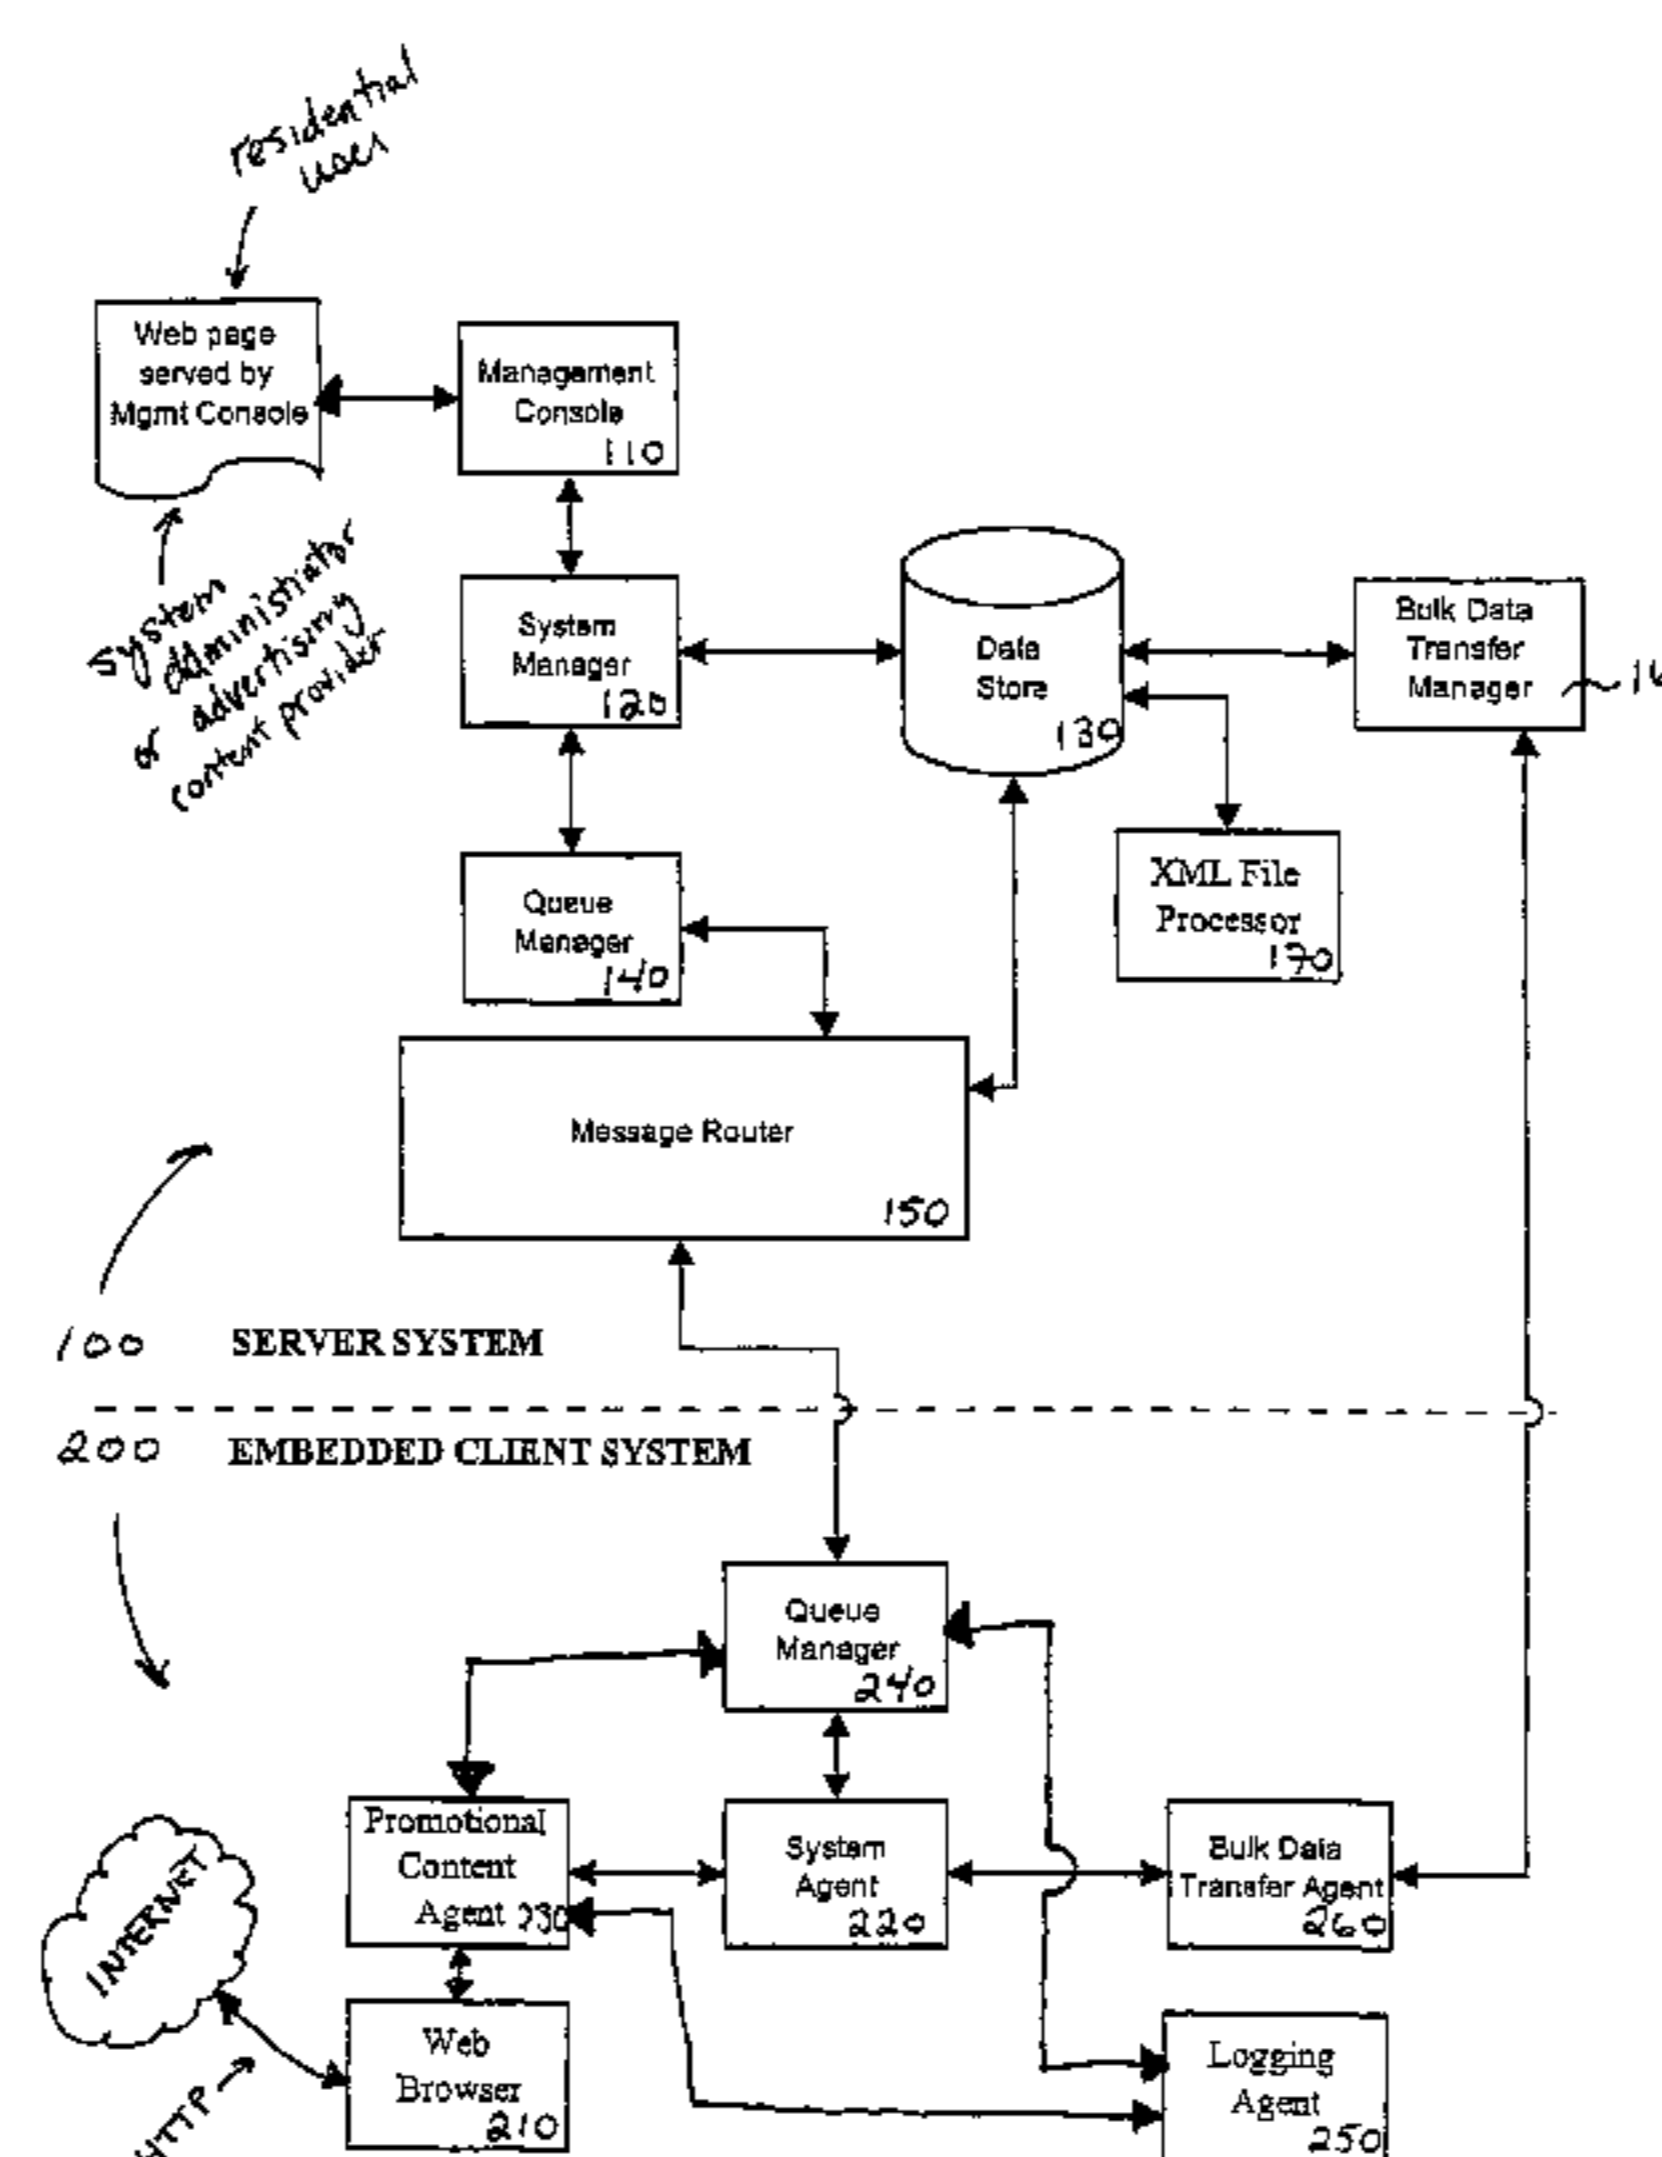 residential
user
Web page
served by
Mgmt Console
Management
Console
110
System
administrator
or advertising
content provider
System
Manager
120
Data
Store
130
Bulk Data
Transfer
Manager
Queue
Manager
140
XML File
Processor
170
Message Router
150
100 SERVER SYSTEM
200 EMBEDDED CLIENT SYSTEM
Queue
Manager
240
Promotional
Content
Agent 230
System
Agent
220
Bulk Data
Transfer Agent
260
INTERNET
HTTP
Web
Browser
210
Logging
Agent
250